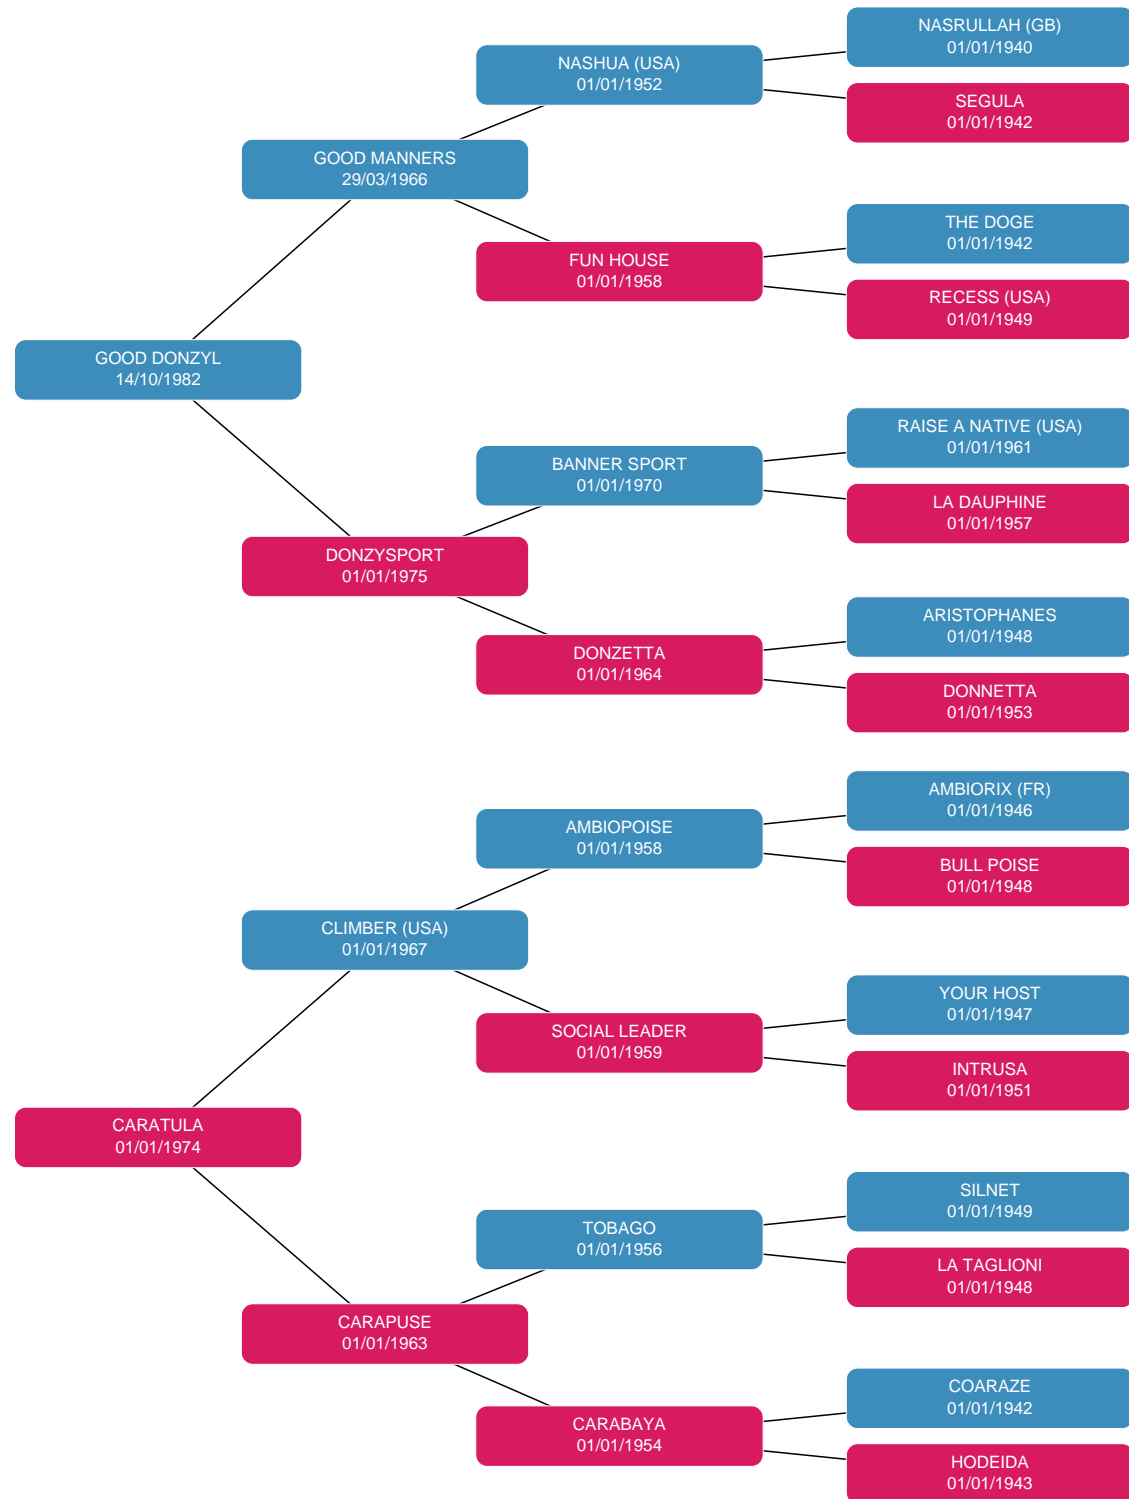 NASRULLAH (GB)
01/01/1940
NASHUA (USA)
01/01/1952
SEGULA
01/01/1942
GOOD MANNERS
29/03/1966
THE DOGE
01/01/1942
FUN HOUSE
01/01/1958
RECESS (USA)
01/01/1949
GOOD DONZYL
14/10/1982
RAISE A NATIVE (USA)
01/01/1961
BANNER SPORT
01/01/1970
LA DAUPHINE
01/01/1957
DONZYSPORT
01/01/1975
ARISTOPHANES
01/01/1948
DONZETTA
01/01/1964
DONNETTA
01/01/1953
AMBIORIX (FR)
01/01/1946
AMBIOPOISE
01/01/1958
BULL POISE
01/01/1948
CLIMBER (USA)
01/01/1967
YOUR HOST
01/01/1947
SOCIAL LEADER
01/01/1959
INTRUSA
01/01/1951
CARATULA
01/01/1974
SILNET
01/01/1949
TOBAGO
01/01/1956
LA TAGLIONI
01/01/1948
CARAPUSE
01/01/1963
COARAZE
01/01/1942
CARABAYA
01/01/1954
HODEIDA
01/01/1943